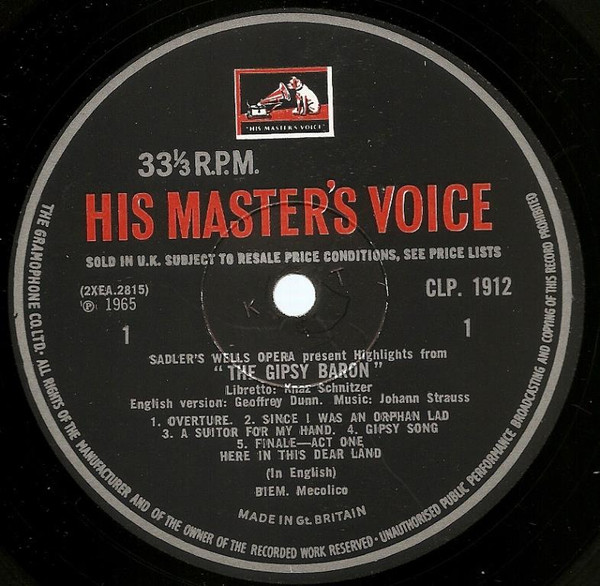 "HIS MASTER'S VOICE"
33⅓ R.P.M.
HIS MASTER'S VOICE
SOLD IN U.K. SUBJECT TO RESALE PRICE CONDITIONS, SEE PRICE LISTS
(2XEA.2815)
Ⓟ 1965
CLP. 1912
K T
1
1
SADLER'S WELLS OPERA present Highlights from
"THE GIPSY BARON"
Libretto: Knaz Schnitzer
English version: Geoffrey Dunn. Music: Johann Strauss
1. OVERTURE. 2. SINCE I WAS AN ORPHAN LAD
3. A SUITOR FOR MY HAND. 4. GIPSY SONG
5. FINALE—ACT ONE
HERE IN THIS DEAR LAND
(In English)
BIEM. Mecolico
MADE IN Gt. BRITAIN
THE GRAMOPHONE CO. LTD. · ALL RIGHTS OF THE MANUFACTURER AND OF THE OWNER OF THE RECORDED WORK RESERVED · UNAUTHORISED PUBLIC PERFORMANCE BROADCASTING AND COPYING OF THIS RECORD PROHIBITED